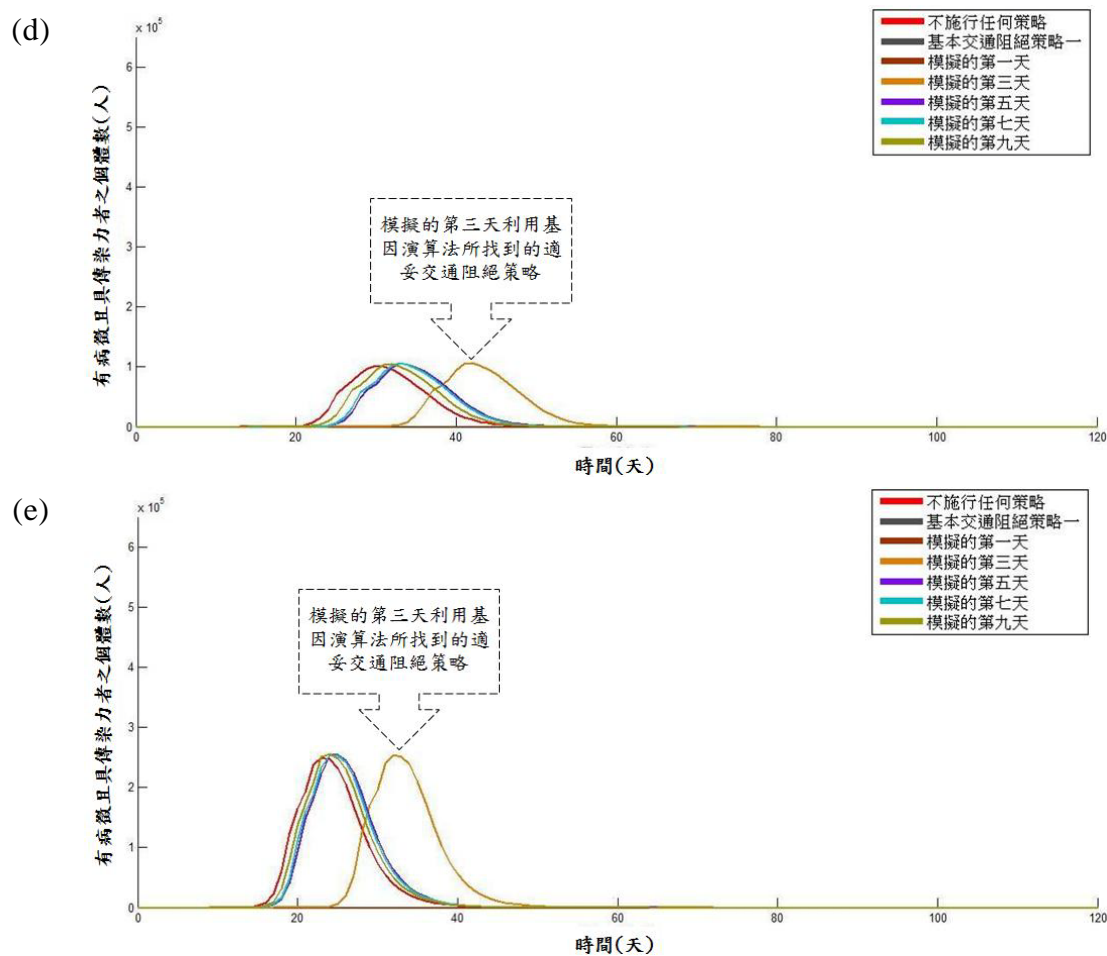 (d)
x 10⁵
不施行任何策略
基本交通阻絕策略一
模擬的第一天
模擬的第三天
模擬的第五天
模擬的第七天
模擬的第九天
有病徵且具傳染力者之個體數(人)
6
5
4
3
2
1
0
模擬的第三天利用基
因演算法所找到的適
妥交通阻絕策略
0 20 40 60 80 100 120
時間(天)
(e)
x 10⁵
不施行任何策略
基本交通阻絕策略一
模擬的第一天
模擬的第三天
模擬的第五天
模擬的第七天
模擬的第九天
有病徵且具傳染力者之個體數(人)
6
5
4
3
2
1
0
模擬的第三天利用基
因演算法所找到的適
妥交通阻絕策略
0 20 40 60 80 100 120
時間(天)